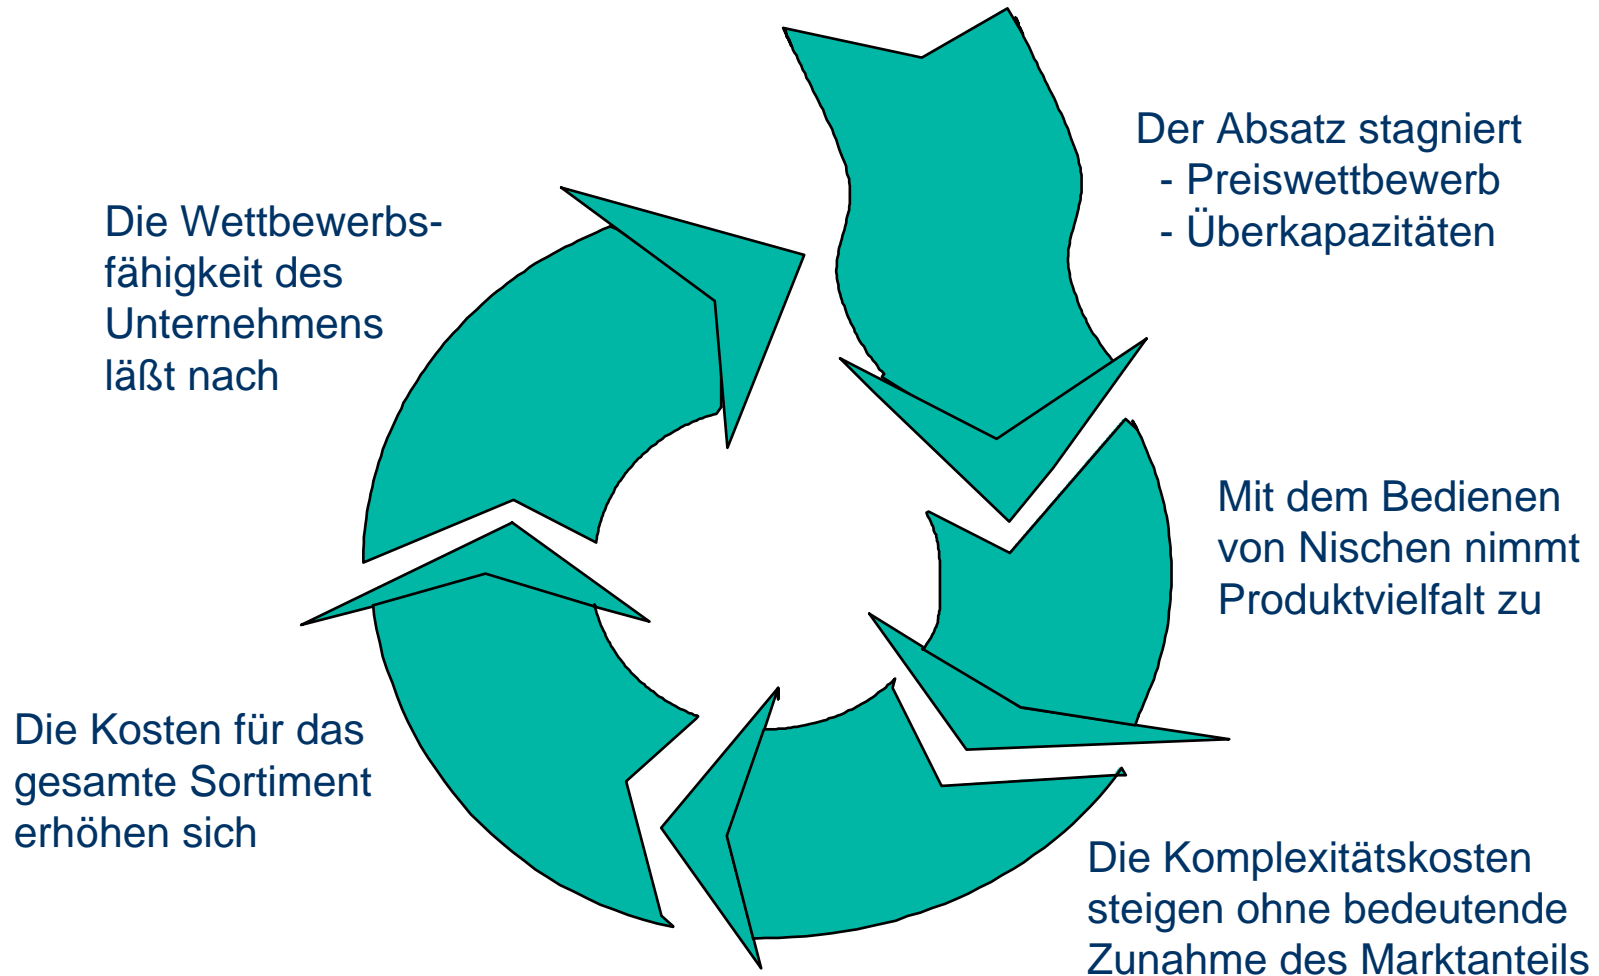 Der Absatz stagniert
- Preiswettbewerb
- Überkapazitäten
Mit dem Bedienen
von Nischen nimmt
Produktvielfalt zu
Die Komplexitätskosten
steigen ohne bedeutende
Zunahme des Marktanteils
Die Kosten für das
gesamte Sortiment
erhöhen sich
Die Wettbewerbs-
fähigkeit des
Unternehmens
läßt nach